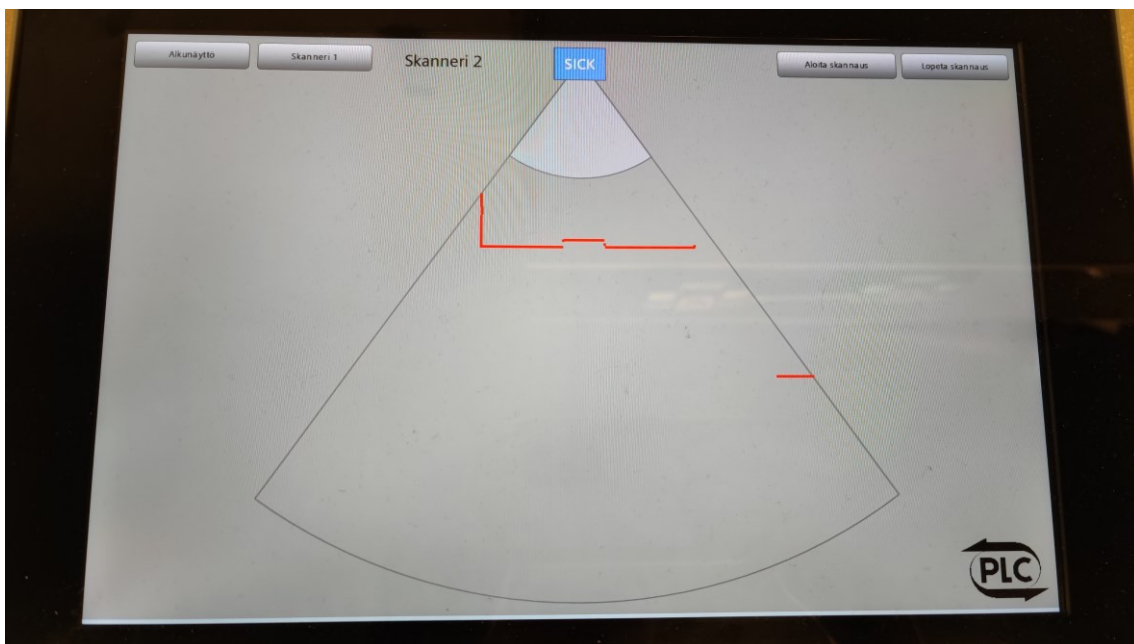 Alkunäyttö
Skanneri 1
Skanneri 2
SICK
Aloita skannaus
Lopeta skannaus
PLC